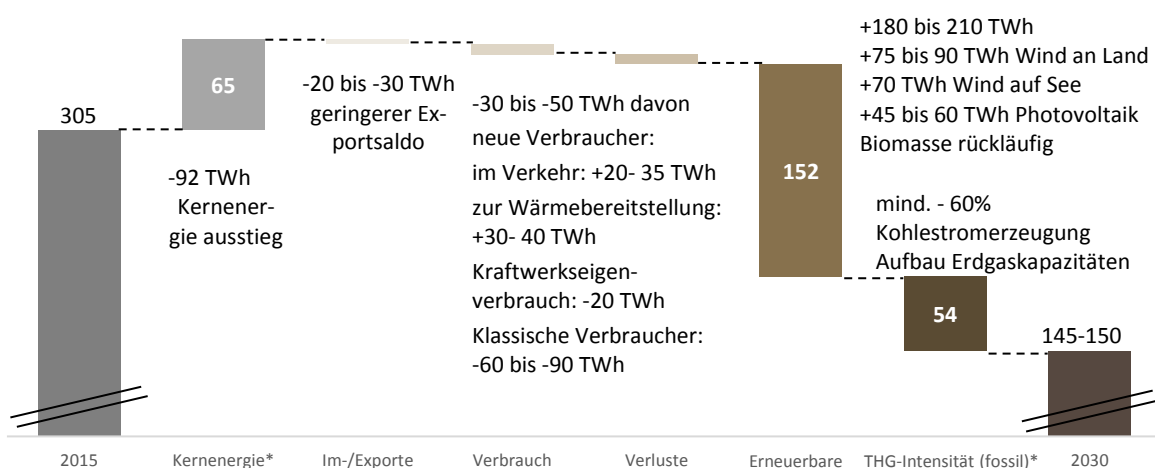 305
65
-92 TWh
Kernener-
gie ausstieg
-20 bis -30 TWh
geringerer Ex-
portsaldo
-30 bis -50 TWh davon
neue Verbraucher:
im Verkehr: +20- 35 TWh
zur Wärmebereitstellung:
+30- 40 TWh
Kraftwerkseigen-
verbrauch: -20 TWh
Klassische Verbraucher:
-60 bis -90 TWh
152
+180 bis 210 TWh
+75 bis 90 TWh Wind an Land
+70 TWh Wind auf See
+45 bis 60 TWh Photovoltaik
Biomasse rückläufig
mind. - 60%
Kohlestromerzeugung
Aufbau Erdgaskapazitäten
54
145-150
2015
Kernenergie*
Im-/Exporte
Verbrauch
Verluste
Erneuerbare
THG-Intensität (fossil)*
2030